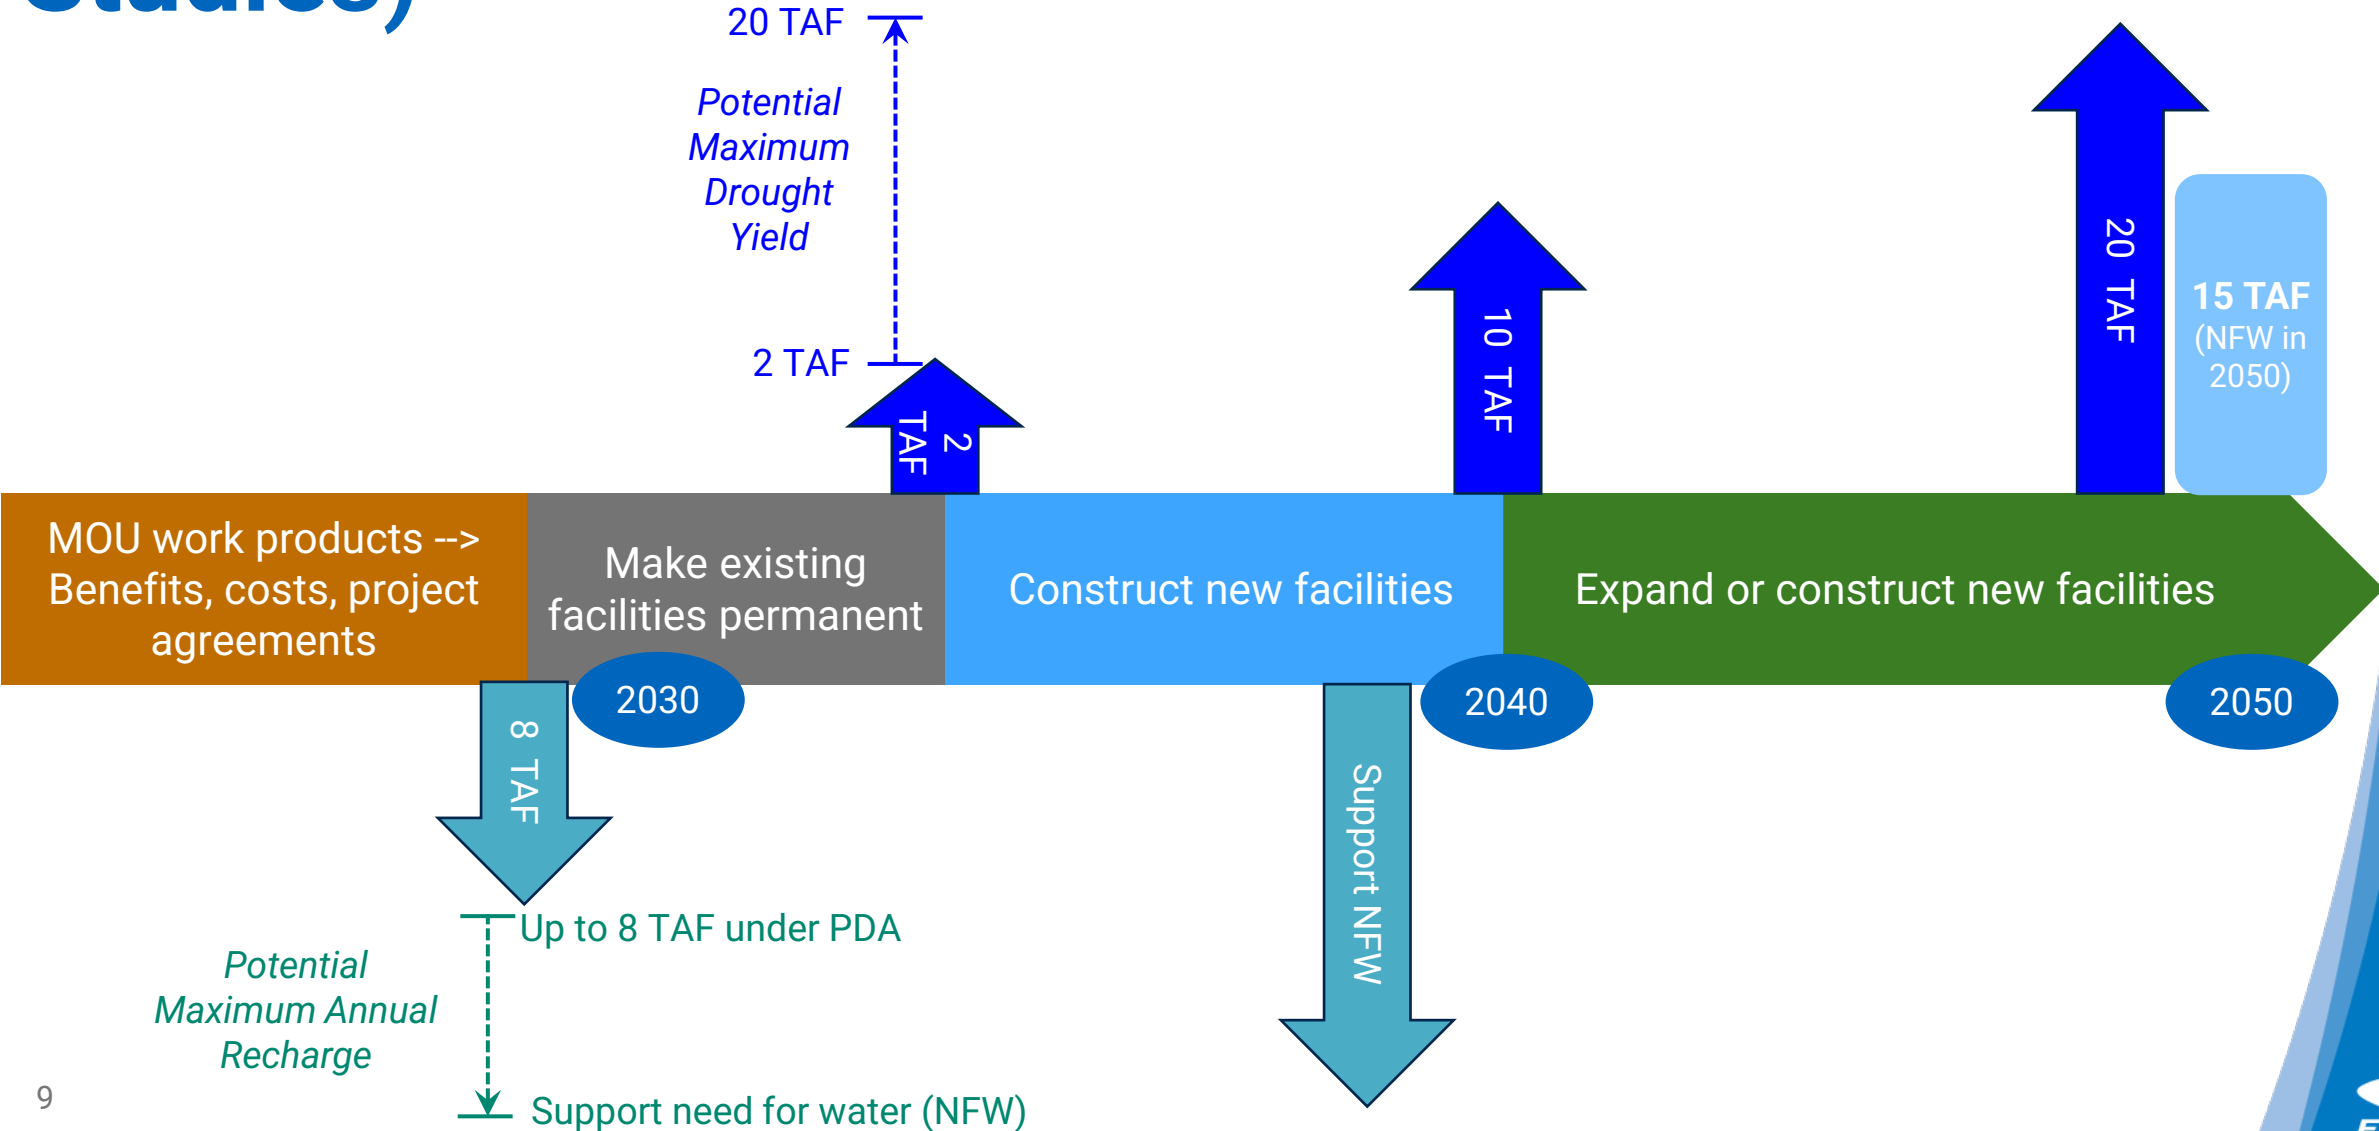 Studies)
20 TAF
Potential
Maximum
Drought
Yield
2 TAF
2
TAF
10 TAF
20 TAF
15 TAF
(NFW in
2050)
MOU work products -->
Benefits, costs, project
agreements
Make existing
facilities permanent
Construct new facilities
Expand or construct new facilities
2030
2040
2050
8 TAF
Support NFW
Up to 8 TAF under PDA
Potential
Maximum Annual
Recharge
Support need for water (NFW)
9